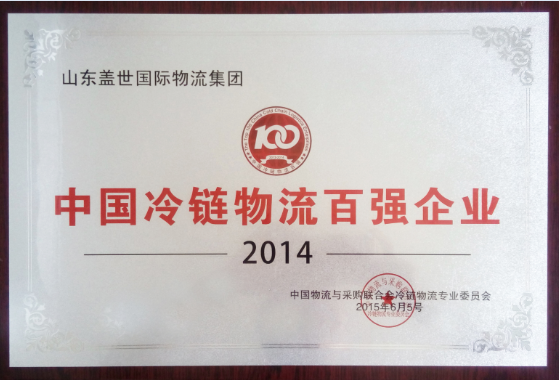 山东盖世国际物流集团
100
中国冷链物流百强企业
2014
中国物流与采购联合会冷链物流专业委员会
2015年6月5号